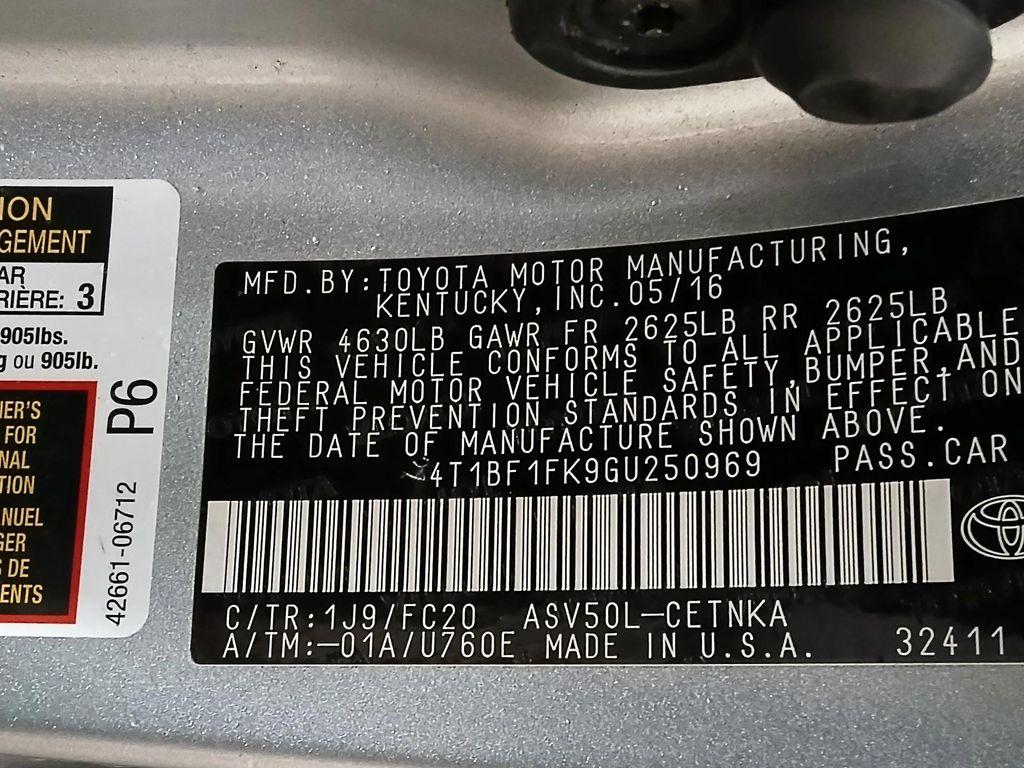 ION
GEMENT
AR
RIÈRE: 3
905lbs.
g ou 905lb.
P6
NER'S
FOR
NAL
TION
ANUEL
GER
S DE
ENTS
42661-06712
MFD.BY:TOYOTA MOTOR MANUFACTURING,
KENTUCKY,INC.05/16
GVWR 4630LB GAWR FR 2625LB RR 2625LB
THIS VEHICLE CONFORMS TO ALL APPLICABLE
FEDERAL MOTOR VEHICLE SAFETY,BUMPER,AND
THEFT PREVENTION STANDARDS IN EFFECT ON
THE DATE OF MANUFACTURE SHOWN ABOVE.
4T1BF1FK9GU250969 PASS.CAR
C/TR:1J9/FC20 ASV50L-CETNKA
A/TM:-01A/U760E MADE IN U.S.A. 32411